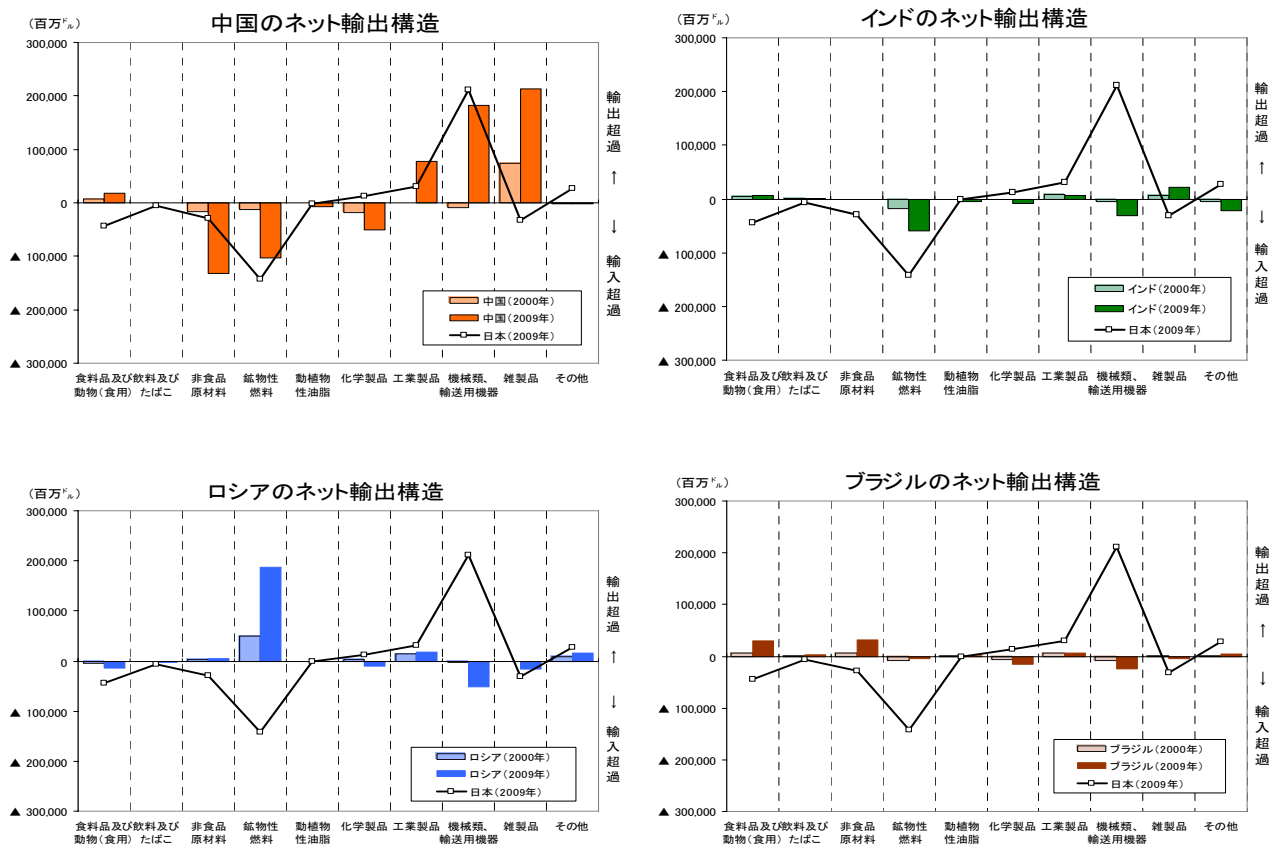 中国のネット輸出構造
(百万ドル)
300,000
200,000
100,000
0
▲ 100,000
▲ 200,000
▲ 300,000
輸出超過 ↑ ↓ 輸入超過
中国(2000年)
中国(2009年)
日本(2009年)
食料品及び 飲料及び 非食品 鉱物性 動植物 化学製品 工業製品 機械類、 雑製品 その他
動物(食用) たばこ 原材料 燃料 性油脂 輸送用機器
インドのネット輸出構造
(百万ドル)
300,000
200,000
100,000
0
▲ 100,000
▲ 200,000
▲ 300,000
輸出超過 ↑ ↓ 輸入超過
インド(2000年)
インド(2009年)
日本(2009年)
食料品及び 飲料及び 非食品 鉱物性 動植物 化学製品 工業製品 機械類、 雑製品 その他
動物(食用) たばこ 原材料 燃料 性油脂 輸送用機器
ロシアのネット輸出構造
(百万ドル)
300,000
200,000
100,000
0
▲ 100,000
▲ 200,000
▲ 300,000
輸出超過 ↑ ↓ 輸入超過
ロシア(2000年)
ロシア(2009年)
日本(2009年)
食料品及び 飲料及び 非食品 鉱物性 動植物 化学製品 工業製品 機械類、 雑製品 その他
動物(食用) たばこ 原材料 燃料 性油脂 輸送用機器
ブラジルのネット輸出構造
(百万ドル)
300,000
200,000
100,000
0
▲ 100,000
▲ 200,000
▲ 300,000
輸出超過 ↑ ↓ 輸入超過
ブラジル(2000年)
ブラジル(2009年)
日本(2009年)
食料品及び 飲料及び 非食品 鉱物性 動植物 化学製品 工業製品 機械類、 雑製品 その他
動物(食用) たばこ 原材料 燃料 性油脂 輸送用機器